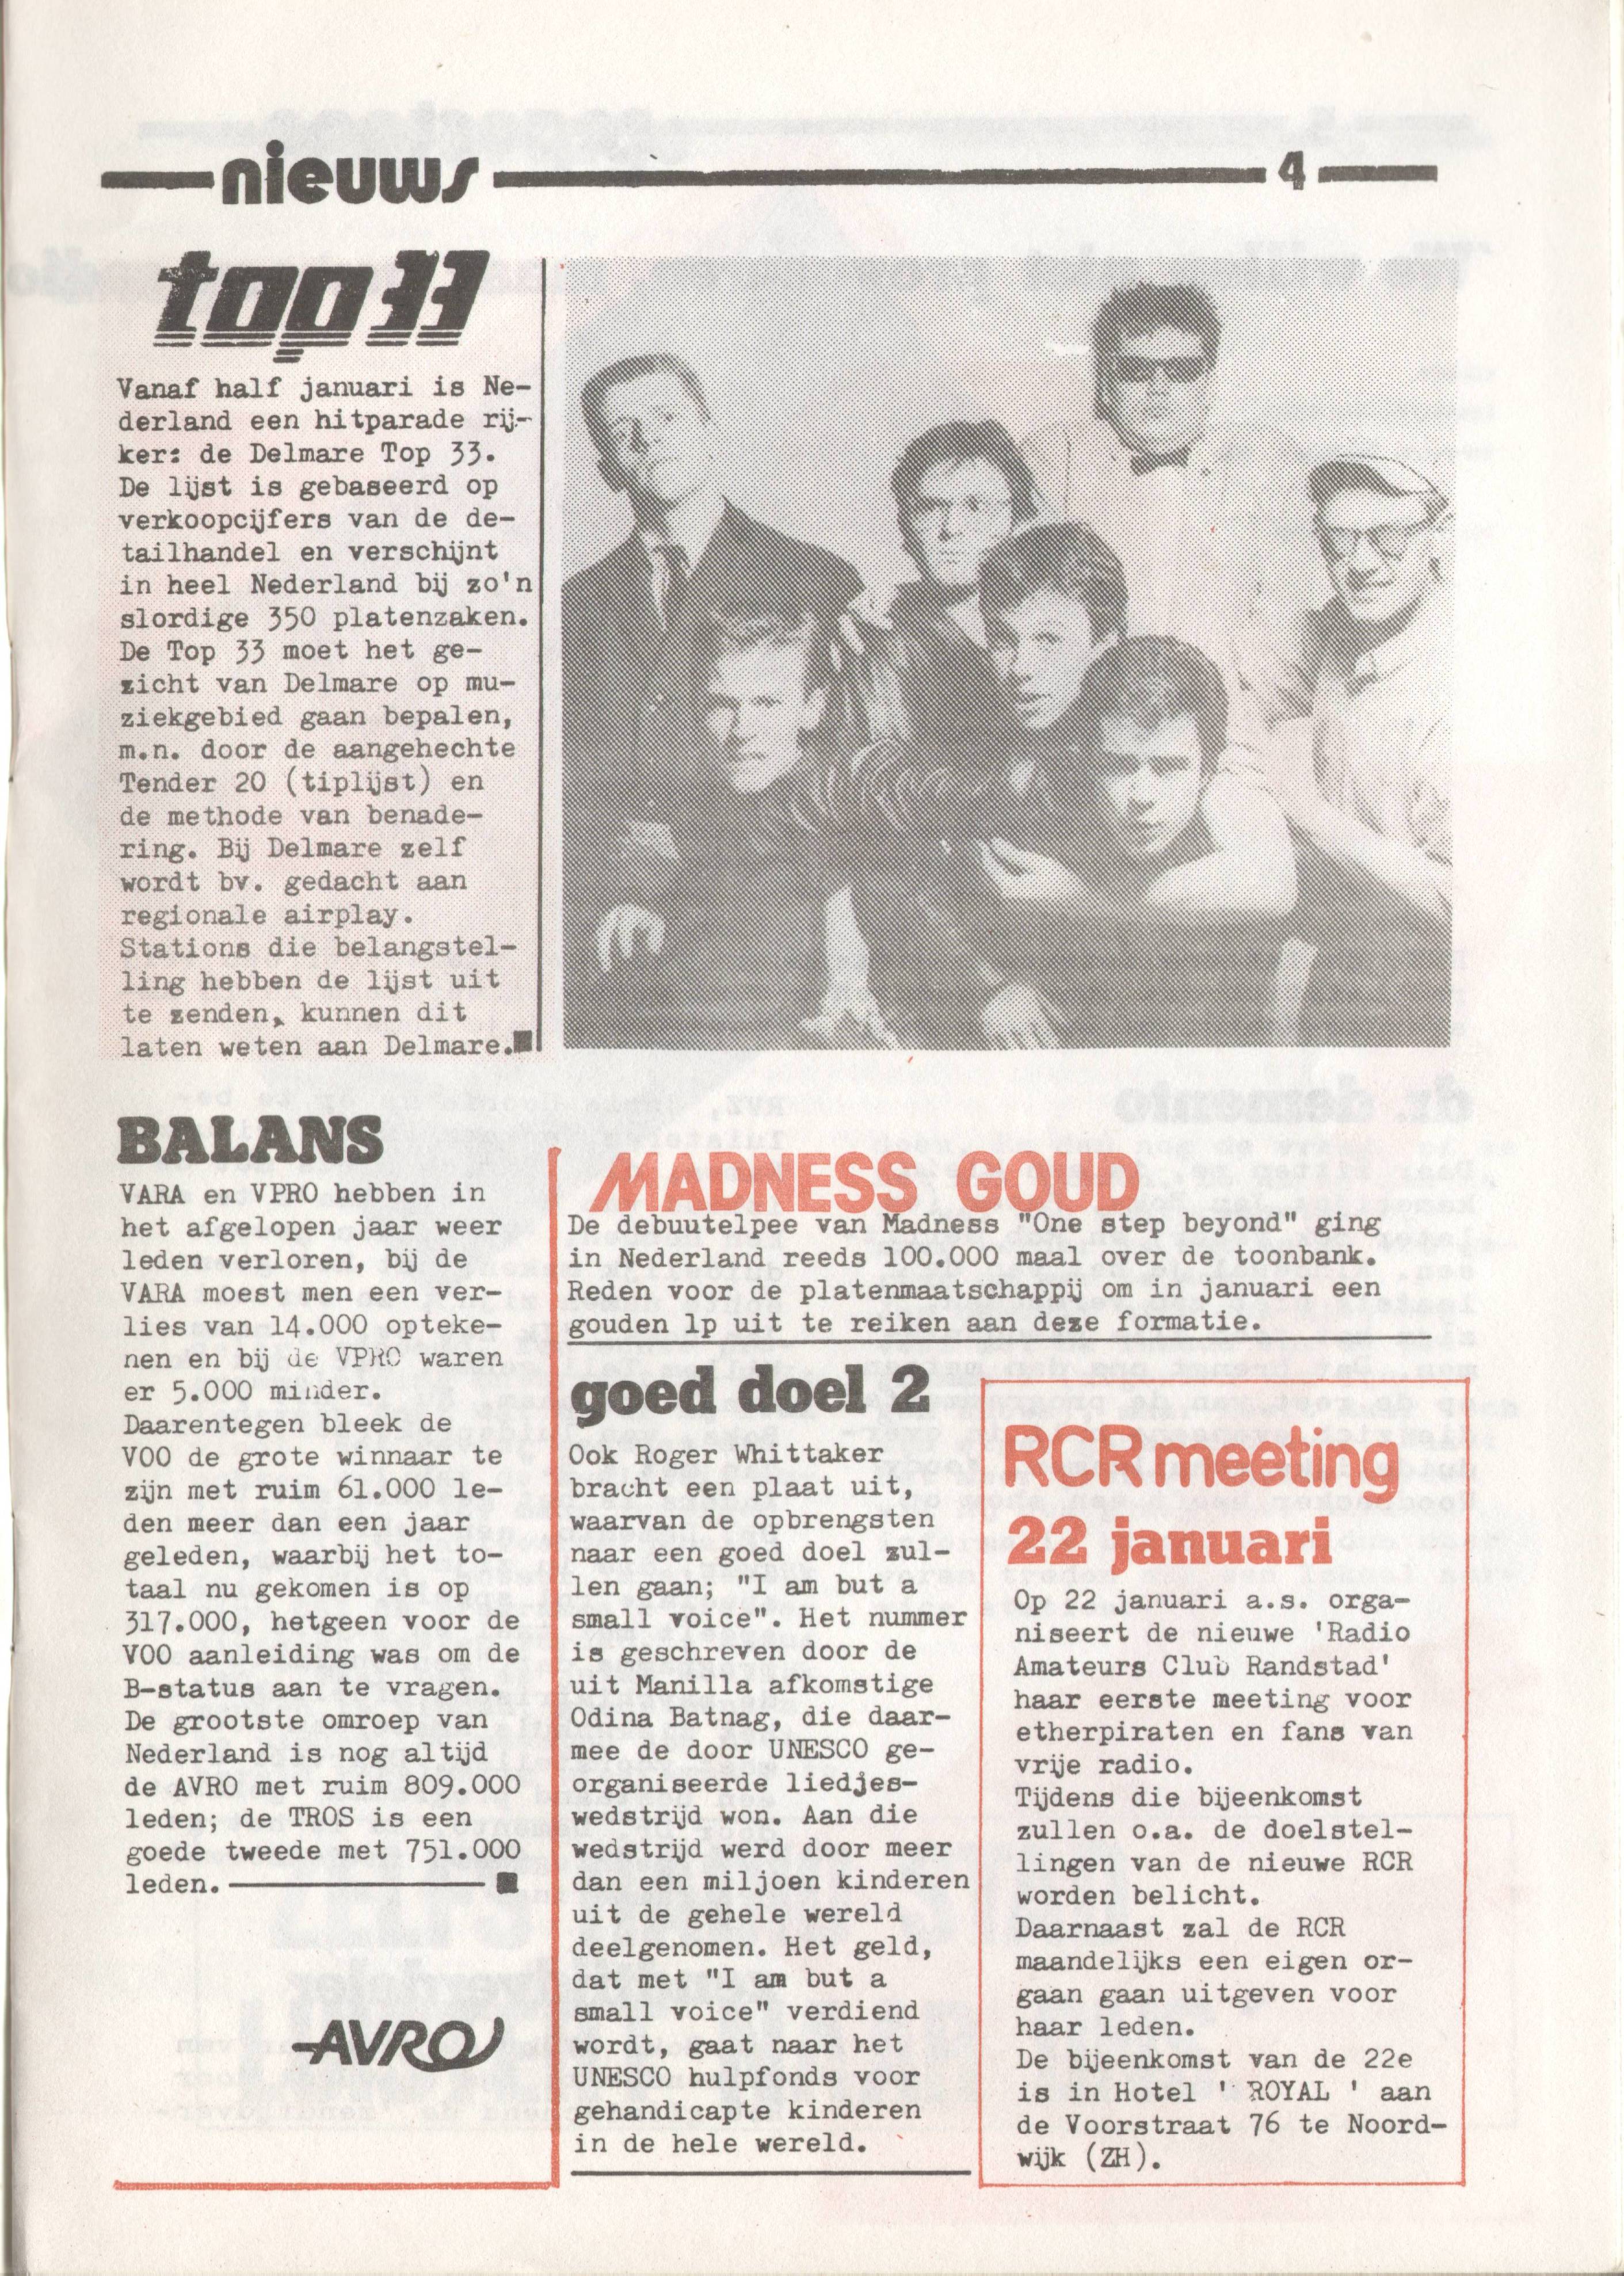 nieuws 4
top 33
Vanaf half januari is Ne-
derland een hitparade rij-
ker: de Delmare Top 33.
De lijst is gebaseerd op
verkoopcijfers van de de-
tailhandel en verschijnt
in heel Nederland bij zo'n
slordige 350 platenzaken.
De Top 33 moet het ge-
zicht van Delmare op mu-
ziekgebied gaan bepalen,
m.n. door de aangehechte
Tender 20 (tiplijst) en
de methode van benade-
ring. Bij Delmare zelf
wordt bv. gedacht aan
regionale airplay.
Stations die belangstel-
ling hebben de lijst uit
te zenden, kunnen dit
laten weten aan Delmare.
BALANS
VARA en VPRO hebben in
het afgelopen jaar weer
leden verloren, bij de
VARA moest men een ver-
lies van 14.000 opteke-
nen en bij de VPRO waren
er 5.000 minder.
Daarentegen bleek de
VOO de grote winnaar te
zijn met ruim 61.000 le-
den meer dan een jaar
geleden, waarbij het to-
taal nu gekomen is op
317.000, hetgeen voor de
VOO aanleiding was om de
B-status aan te vragen.
De grootste omroep van
Nederland is nog altijd
de AVRO met ruim 809.000
leden; de TROS is een
goede tweede met 751.000
leden.
AVRO
MADNESS GOUD
De debuutelpee van Madness "One step beyond" ging
in Nederland reeds 100.000 maal over de toonbank.
Reden voor de platenmaatschappij om in januari een
gouden lp uit te reiken aan deze formatie.
goed doel 2
Ook Roger Whittaker
bracht een plaat uit,
waarvan de opbrengsten
naar een goed doel zul-
len gaan; "I am but a
small voice". Het nummer
is geschreven door de
uit Manilla afkomstige
Odina Batnag, die daar-
mee de door UNESCO ge-
organiseerde liedjes-
wedstrijd won. Aan die
wedstrijd werd door meer
dan een miljoen kinderen
uit de gehele wereld
deelgenomen. Het geld,
dat met "I am but a
small voice" verdiend
wordt, gaat naar het
UNESCO hulpfonds voor
gehandicapte kinderen
in de hele wereld.
RCR meeting
22 januari
Op 22 januari a.s. orga-
niseert de nieuwe 'Radio
Amateurs Club Randstad'
haar eerste meeting voor
etherpiraten en fans van
vrije radio.
Tijdens die bijeenkomst
zullen o.a. de doelstel-
lingen van de nieuwe RCR
worden belicht.
Daarnaast zal de RCR
maandelijks een eigen or-
gaan gaan uitgeven voor
haar leden.
De bijeenkomst van de 22e
is in Hotel ' ROYAL ' aan
de Voorstraat 76 te Noord-
wijk (ZH).